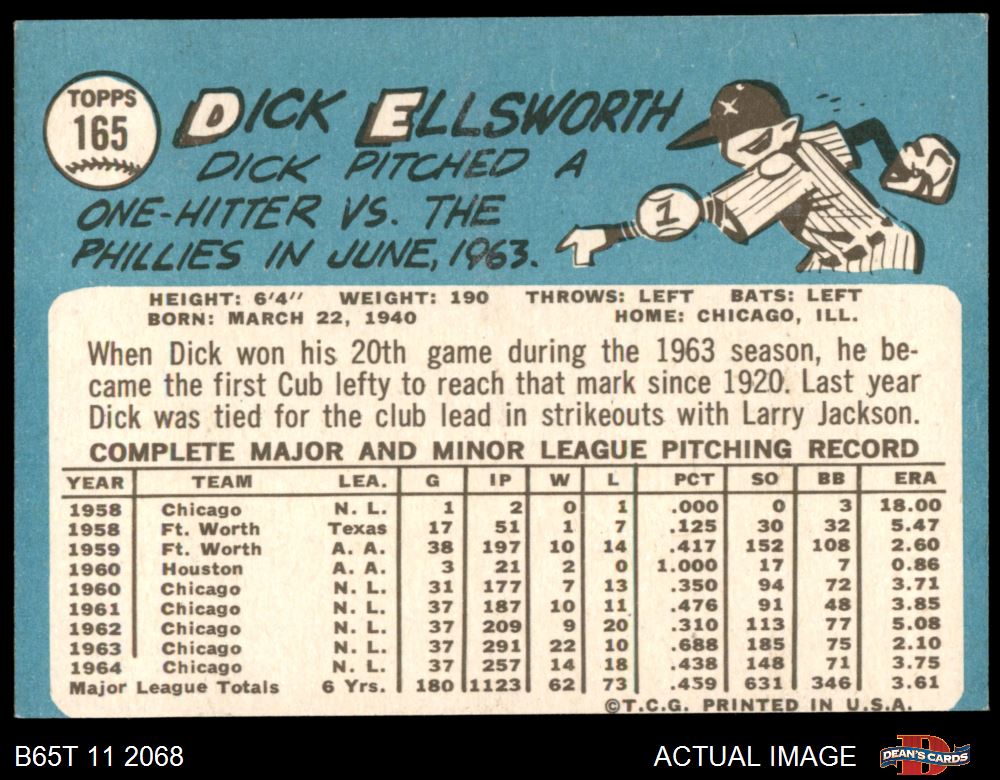 TOPPS
165
DICK ELLSWORTH
DICK PITCHED A
ONE-HITTER VS. THE
PHILLIES IN JUNE, 1963.
1
HEIGHT: 6'4" WEIGHT: 190 THROWS: LEFT BATS: LEFT
BORN: MARCH 22, 1940 HOME: CHICAGO, ILL.
When Dick won his 20th game during the 1963 season, he be-
came the first Cub lefty to reach that mark since 1920. Last year
Dick was tied for the club lead in strikeouts with Larry Jackson.
COMPLETE MAJOR AND MINOR LEAGUE PITCHING RECORD
YEAR TEAM LEA. G IP W L PCT SO BB ERA
1958 Chicago N. L. 1 2 0 1 .000 0 3 18.00
1958 Ft. Worth Texas 17 51 1 7 .125 30 32 5.47
1959 Ft. Worth A. A. 38 197 10 14 .417 152 108 2.60
1960 Houston A. A. 3 21 2 0 1.000 17 7 0.86
1960 Chicago N. L. 31 177 7 13 .350 94 72 3.71
1961 Chicago N. L. 37 187 10 11 .476 91 48 3.85
1962 Chicago N. L. 37 209 9 20 .310 113 77 5.08
1963 Chicago N. L. 37 291 22 10 .688 185 75 2.10
1964 Chicago N. L. 37 257 14 18 .438 148 71 3.75
Major League Totals 6 Yrs. 180 1123 62 73 .459 631 346 3.61
©T.C.G. PRINTED IN U.S.A.
B65T 11 2068 ACTUAL IMAGE DEAN'S CARDS